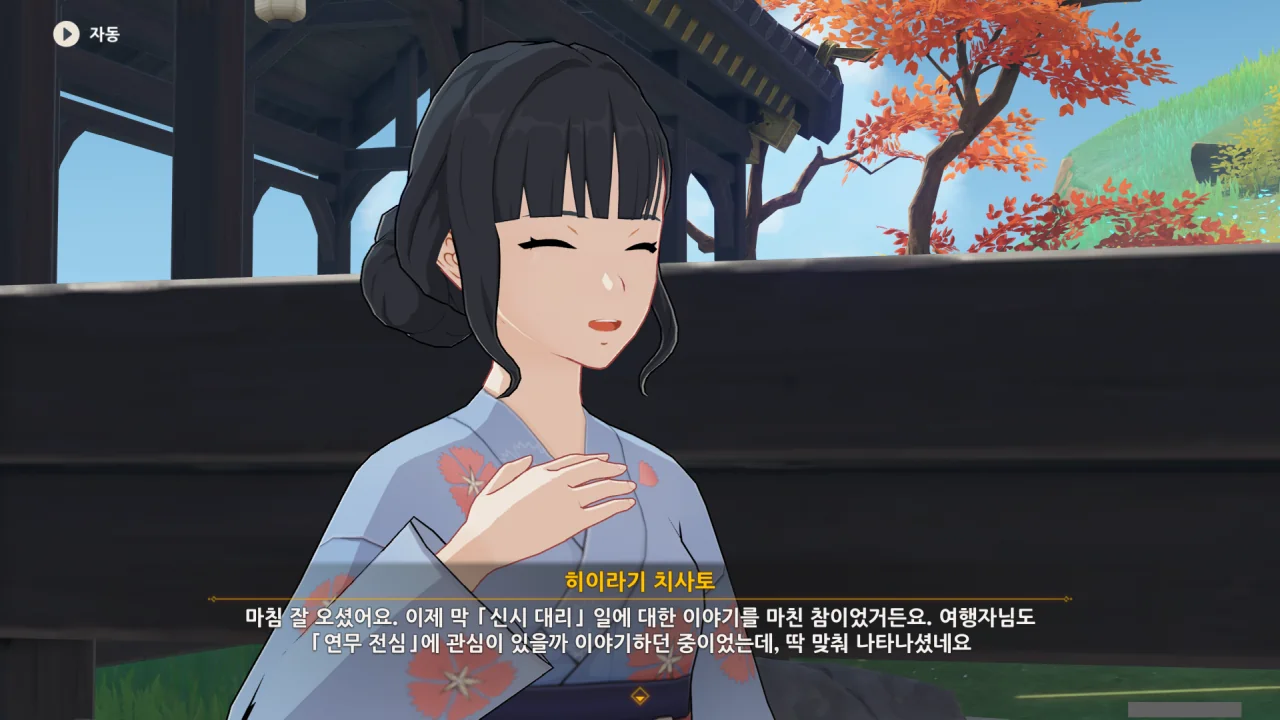 자동
히이라기 치사토
마침 잘 오셨어요. 이제 막 「신시 대리」 일에 대한 이야기를 마친 참이었거든요. 여행자님도
「연무 전심」에 관심이 있을까 이야기하던 중이었는데, 딱 맞춰 나타나셨네요